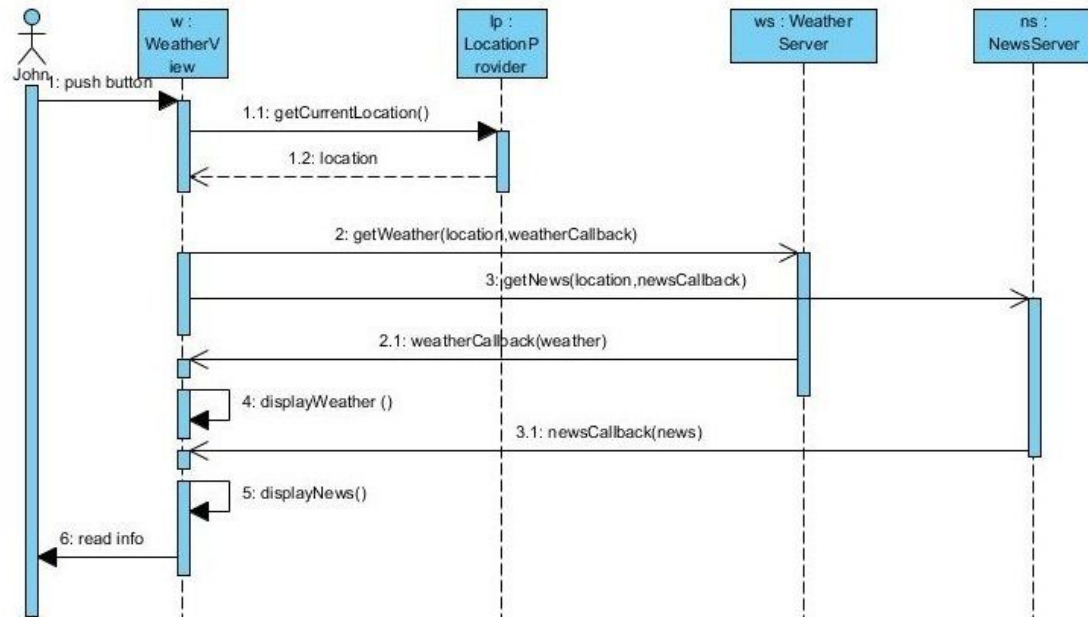 w :
WeatherV
iew
lp :
LocationP
rovider
ws : Weather
Server
ns :
NewsServer
John
1: push button
1.1: getCurrentLocation()
1.2: location
2: getWeather(location,weatherCallback)
3: getNews(location,newsCallback)
2.1: weatherCallback(weather)
4: displayWeather ()
3.1: newsCallback(news)
5: displayNews()
6: read info